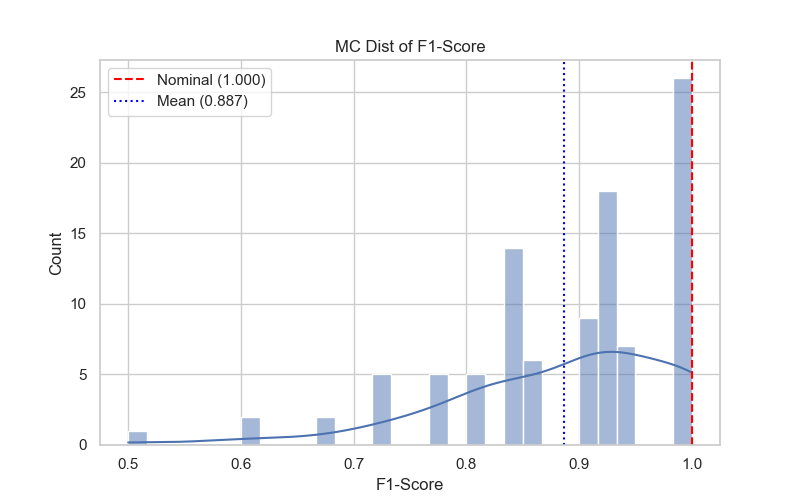 MC Dist of F1-Score
Nominal (1.000)
Mean (0.887)
Count
25
20
15
10
5
0
0.5 0.6 0.7 0.8 0.9 1.0
F1-Score